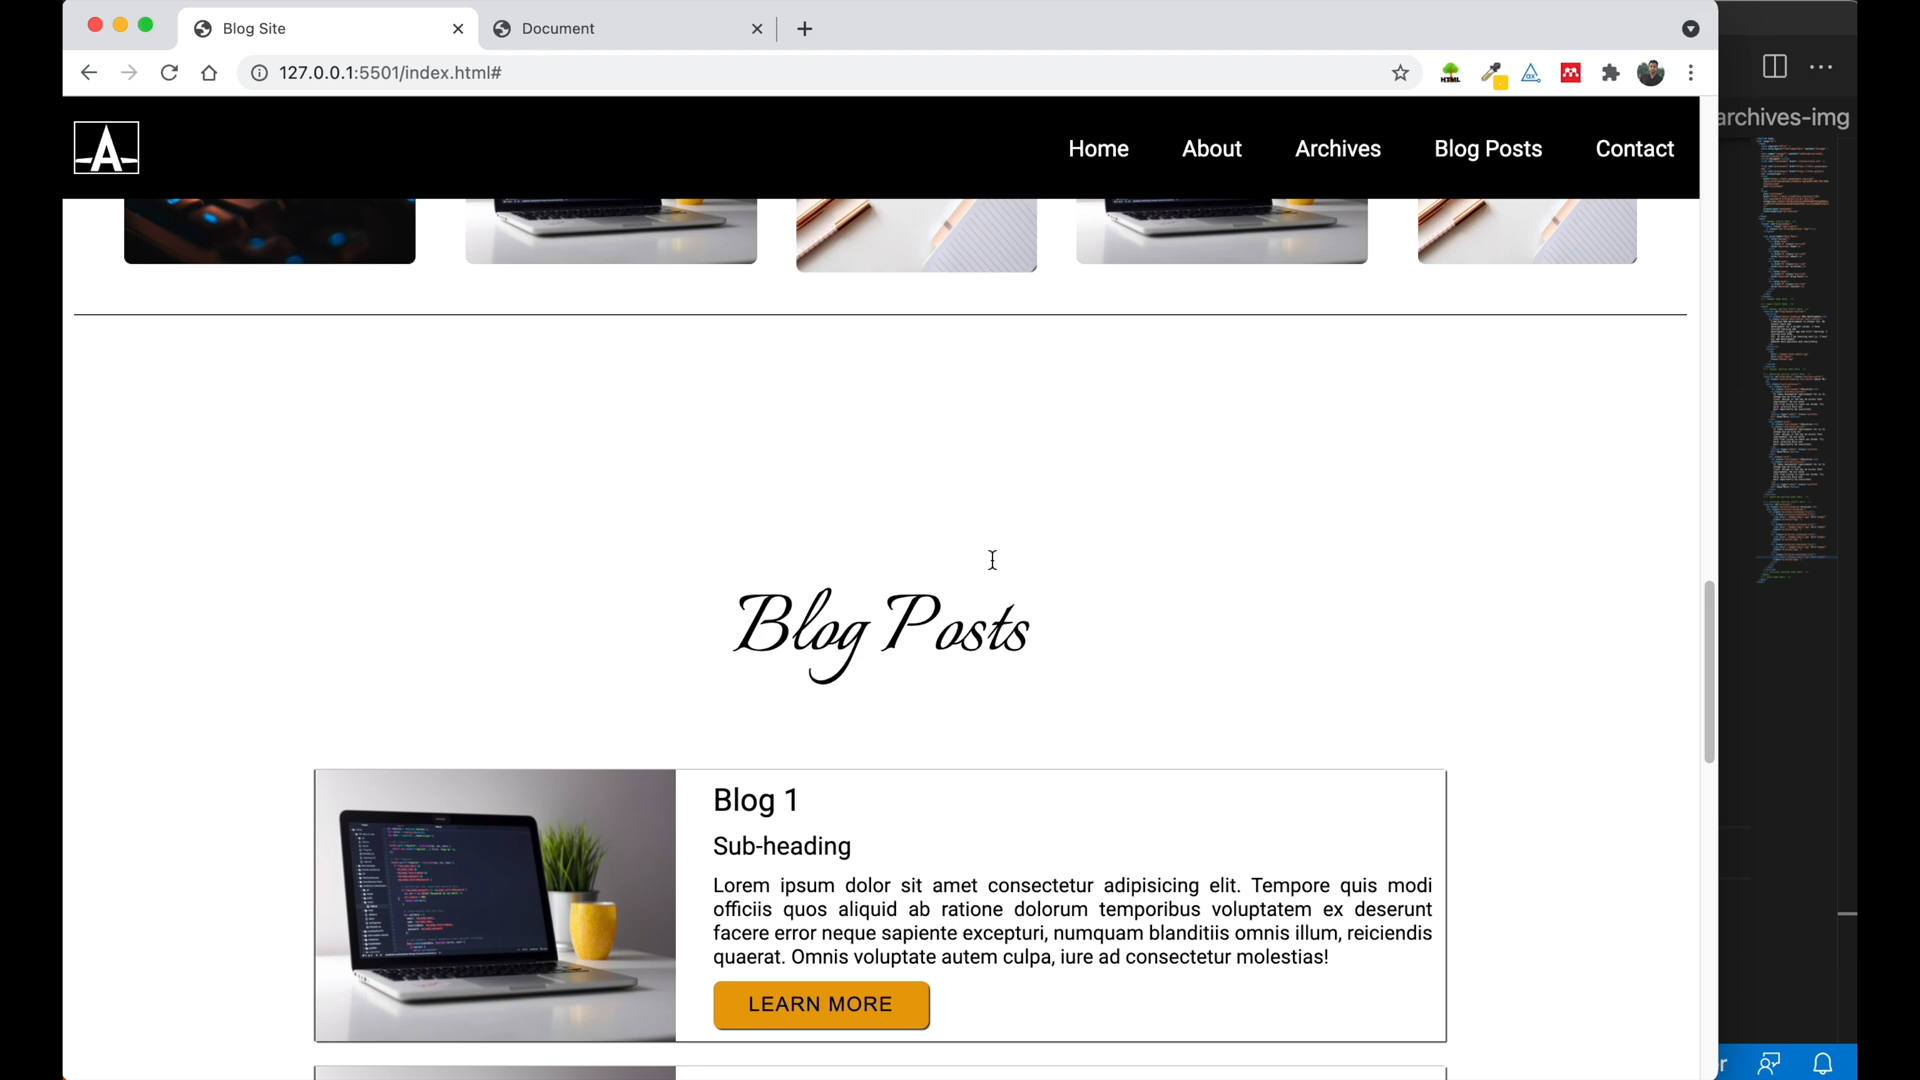 Blog Site
Document
127.0.0.1:5501/index.html#
archives-img
A
Home
About
Archives
Blog Posts
Contact
Blog Posts
Blog 1
Sub-heading
Lorem ipsum dolor sit amet consectetur adipisicing elit. Tempore quis modi
officiis quos aliquid ab ratione dolorum temporibus voluptatem ex deserunt
facere error neque sapiente excepturi, numquam blanditiis omnis illum, reiciendis
quaerat. Omnis voluptate autem culpa, iure ad consectetur molestias!
LEARN MORE